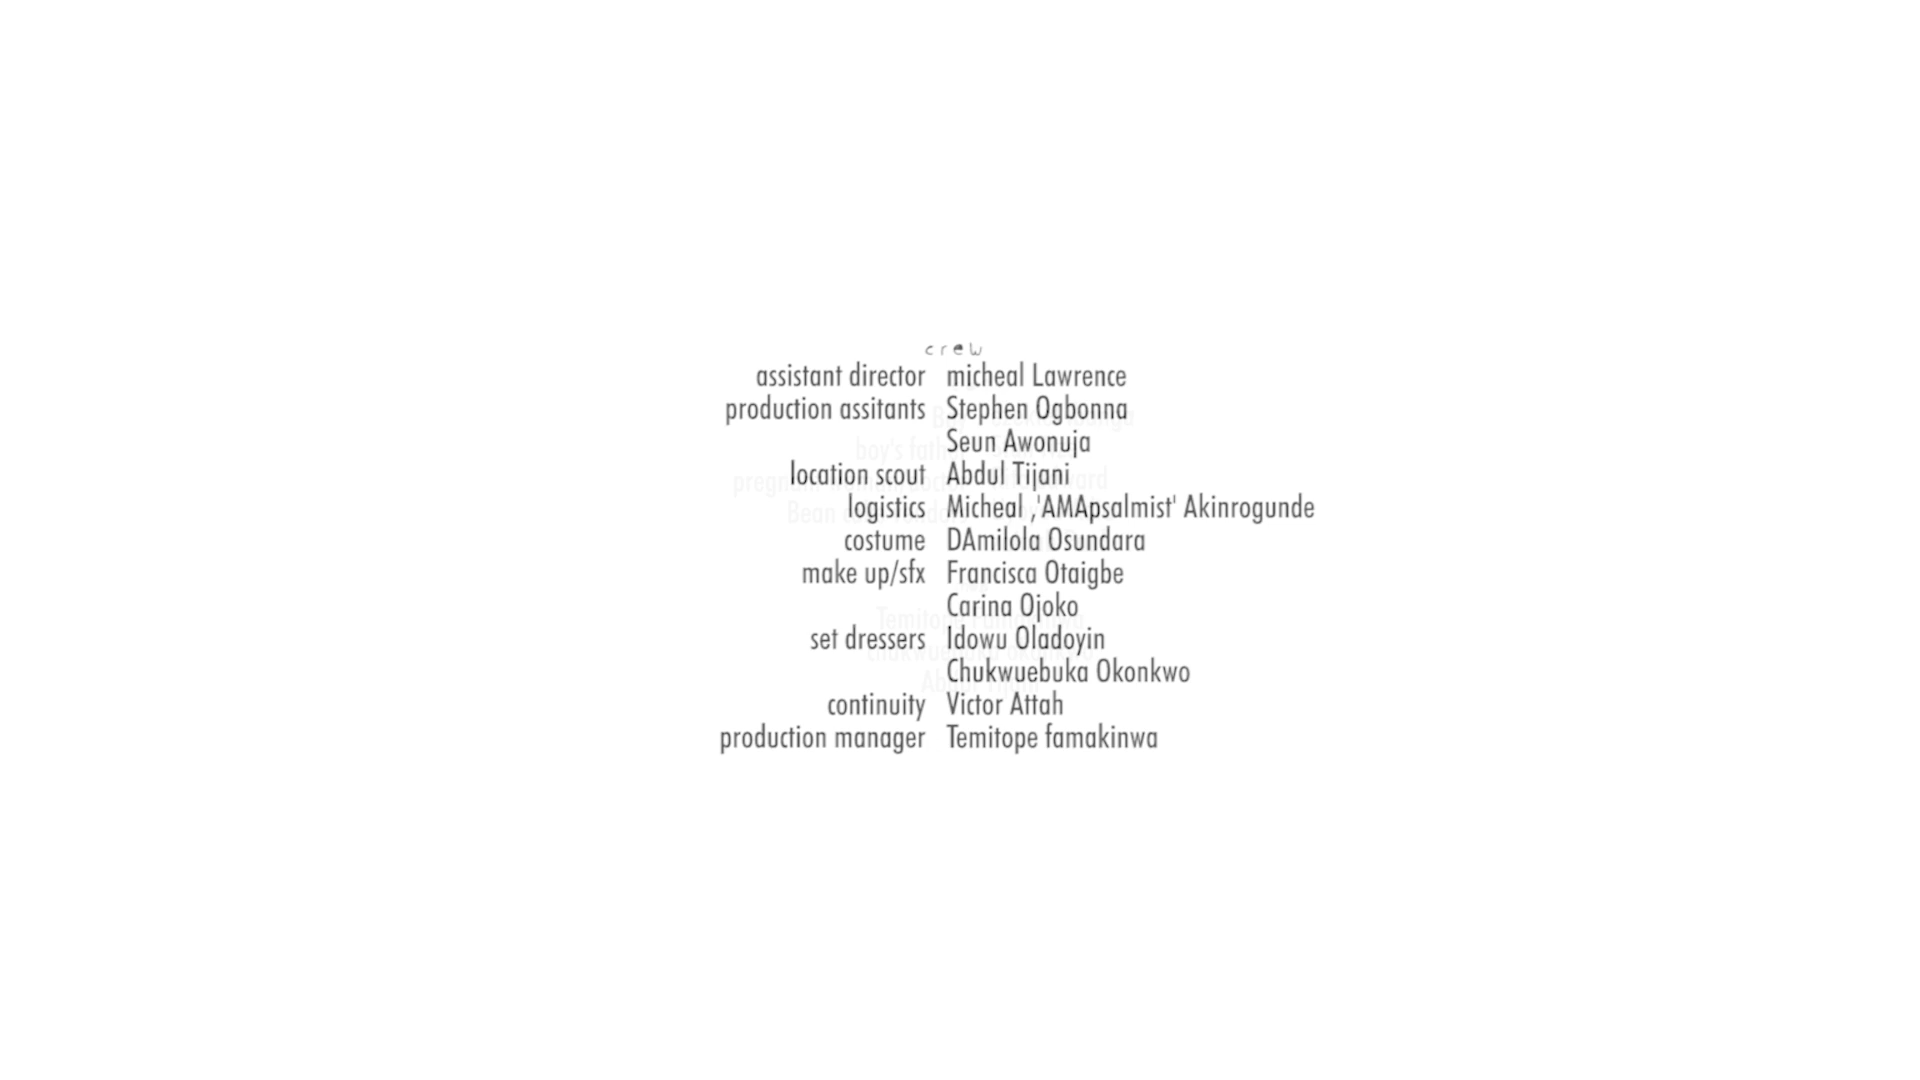 crew
assistant director micheal Lawrence
production assitants Stephen Ogbonna
Seun Awonuja
location scout Abdul Tijani
logistics Micheal ,'AMApsalmist' Akinrogunde
costume DAmilola Osundara
make up/sfx Francisca Otaigbe
Carina Ojoko
set dressers Idowu Oladoyin
Chukwuebuka Okonkwo
continuity Victor Attah
production manager Temitope famakinwa